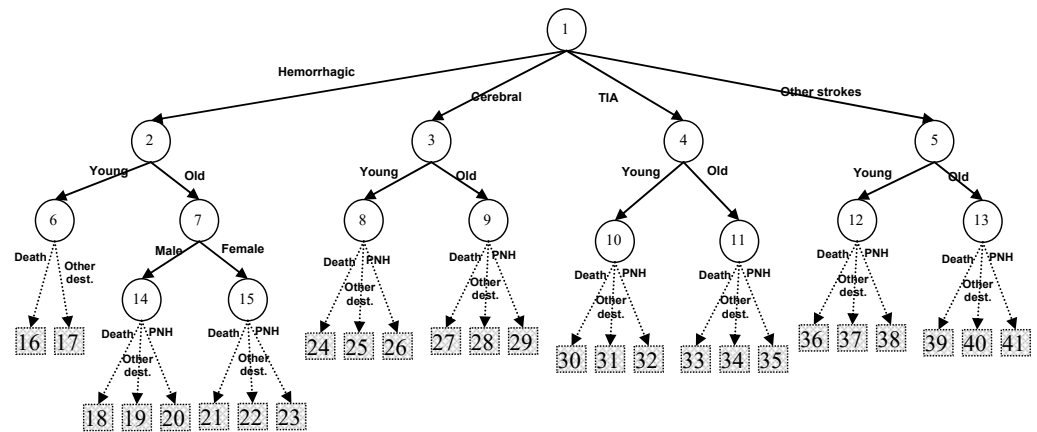 1
Hemorrhagic
Cerebral
TIA
Other strokes
2
3
4
5
Young
Old
Young
Old
Young
Old
Young
Old
6
7
8
9
10
11
12
13
Death
Other
dest.
Male
Female
Death
PNH
Other
dest.
Death
PNH
Other
dest.
Death
PNH
Other
dest.
Death
PNH
Other
dest.
Death
PNH
Other
dest.
Death
PNH
Other
dest.
14
15
16
17
24
25
26
27
28
29
30
31
32
33
34
35
36
37
38
39
40
41
Death
PNH
Other
dest.
Death
PNH
Other
dest.
18
19
20
21
22
23